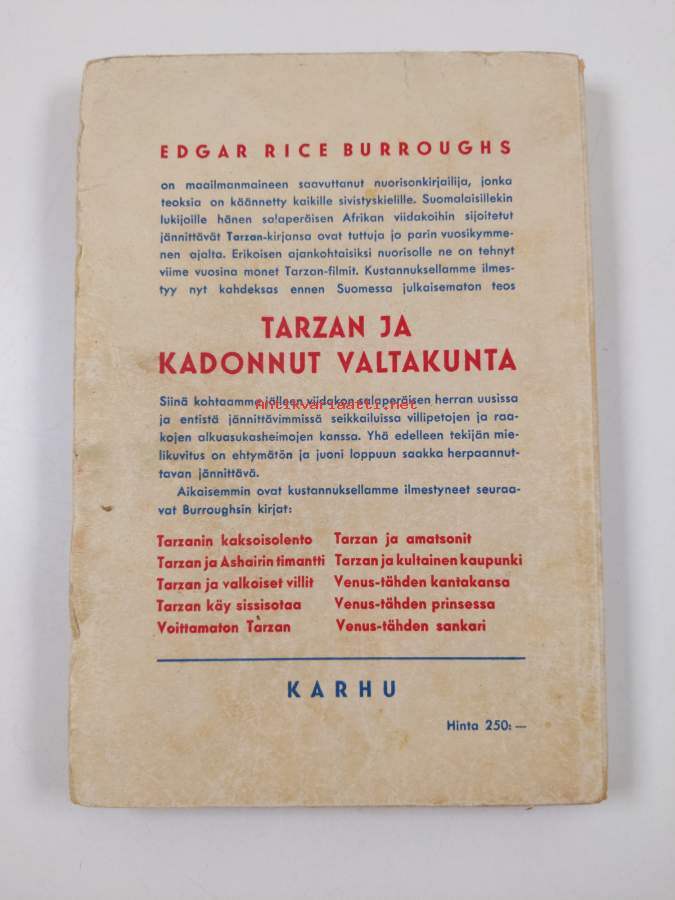 EDGAR RICE BURROUGHS
on maailmanmaineen saavuttanut nuorisonkirjailija, jonka
teoksia on käännetty kaikille sivistyskielille. Suomalaisillekin
lukijoille hänen salaperäisen Afrikan viidakoihin sijoitetut
jännittävät Tarzan-kirjansa ovat tuttuja jo parin vuosikymme-
nen ajalta. Erikoisen ajankohtaisiksi nuorisolle ne on tehnyt
viime vuosina monet Tarzan-filmit. Kustannuksellamme ilmes-
tyy nyt kahdeksas ennen Suomessa julkaisematon teos
TARZAN JA
KADONNUT VALTAKUNTA
Siinä kohtaamme jälleen viidakon salaperäisen herran uusissa
Antikvariaatti.net
ja entistä jännittävimmissä seikkailuissa villipetojen ja raa-
kojen alkuasukasheimojen kanssa. Yhä edelleen tekijän mie-
likuvitus on ehtymätön ja juoni loppuun saakka herpaannut-
tavan jännittävä.
Aikaisemmin ovat kustannuksellamme ilmestyneet seuraa-
vat Burroughsin kirjat:
Tarzanin kaksoisolento Tarzan ja amatsonit
Tarzan ja Ashairin timantti Tarzan ja kultainen kaupunki
Tarzan ja valkoiset villit Venus-tähden kantakansa
Tarzan käy sissisotaa Venus-tähden prinsessa
Voittamaton Tarzan Venus-tähden sankari
KARHU
Hinta 250:—